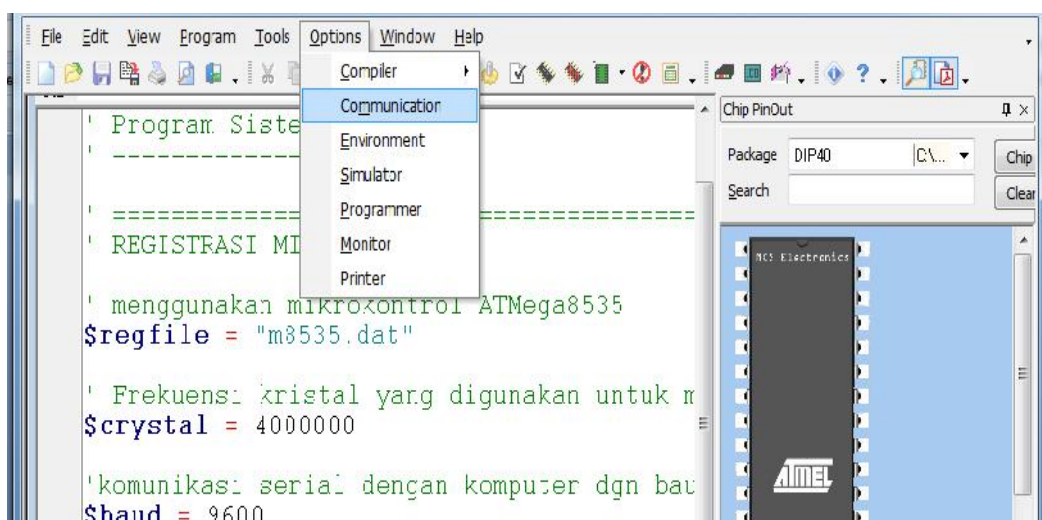 File Edit View Program Tools Options Window Help
Compiler
Communication
Environment
Simulator
Programmer
Monitor
Printer
' Program Siste
' --------------
' ========================================
' REGISTRASI MI
' menggunakan mikrokontrol ATMega8535
$regfile = "m8535.dat"
' Frekuensi kristal yang digunakan untuk m
$crystal = 4000000
'komunikasi serial dengan komputer dgn bau
$baud = 9600
Chip PinOut
Package DIP40 C:\...
Chip
Search
Clear
MCS Electronics
ATMEL